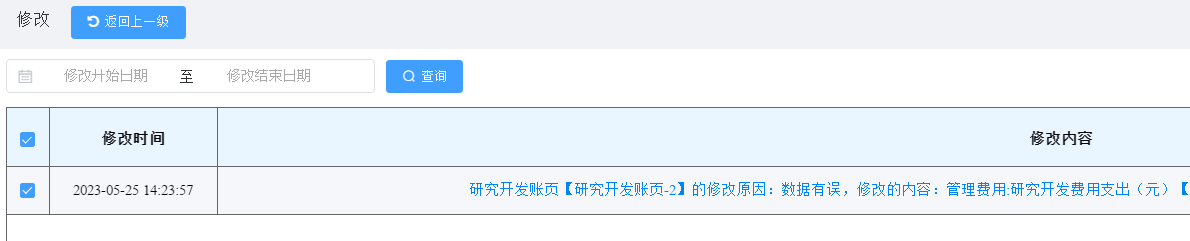 修改 返回上一级
修改开始日期 至 修改结束日期 查询
修改时间 修改内容
2023-05-25 14:23:57 研究开发账页【研究开发账页-2】的修改原因：数据有误，修改的内容：管理费用:研究开发费用支出（元）【